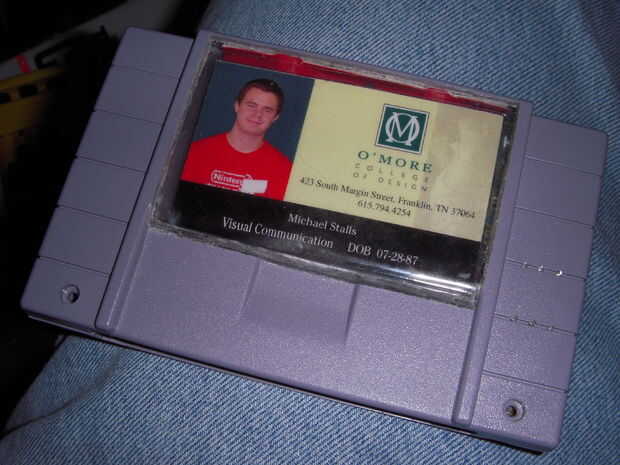 Ninten
O'MORE
COLLEGE
OF DESIGN
423 South Margin Street, Franklin, TN 37064
615.794.4254
Michael Stalls
Visual Communication DOB 07-28-87